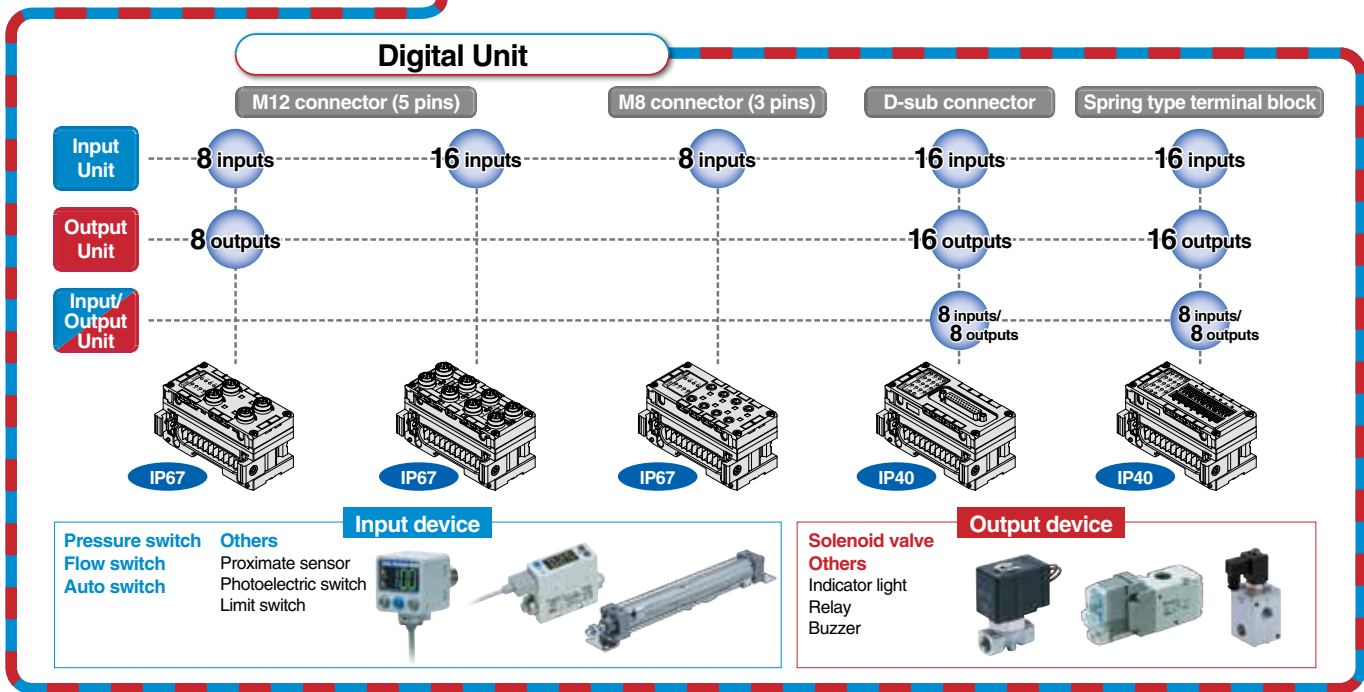 Digital Unit
M12 connector (5 pins)
M8 connector (3 pins)
D-sub connector
Spring type terminal block
Input
Unit
8 inputs
16 inputs
8 inputs
16 inputs
16 inputs
Output
Unit
8 outputs
16 outputs
16 outputs
Input/
Output
Unit
8 inputs/
8 outputs
8 inputs/
8 outputs
IP67
IP67
IP67
IP40
IP40
Input device
Pressure switch
Flow switch
Auto switch
Others
Proximate sensor
Photoelectric switch
Limit switch
Output device
Solenoid valve
Others
Indicator light
Relay
Buzzer